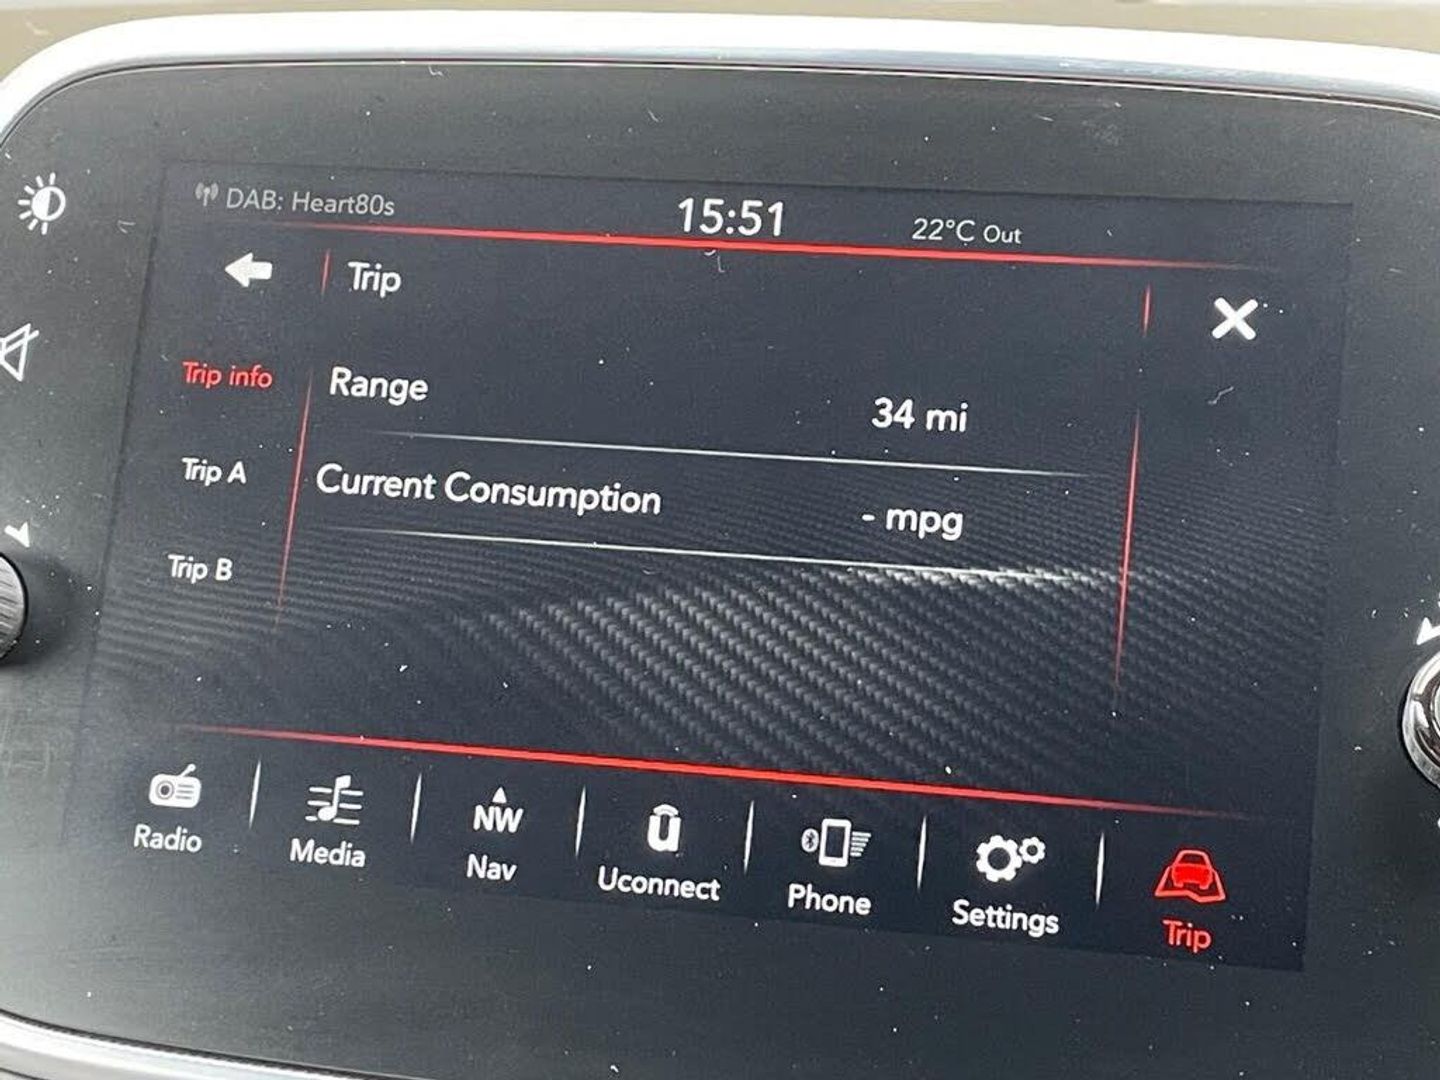 DAB: Heart80s
15:51
22°C Out
Trip
Trip info
Range
34 mi
Trip A
Current Consumption
- mpg
Trip B
Radio
Media
NW
Nav
Uconnect
Phone
Settings
Trip